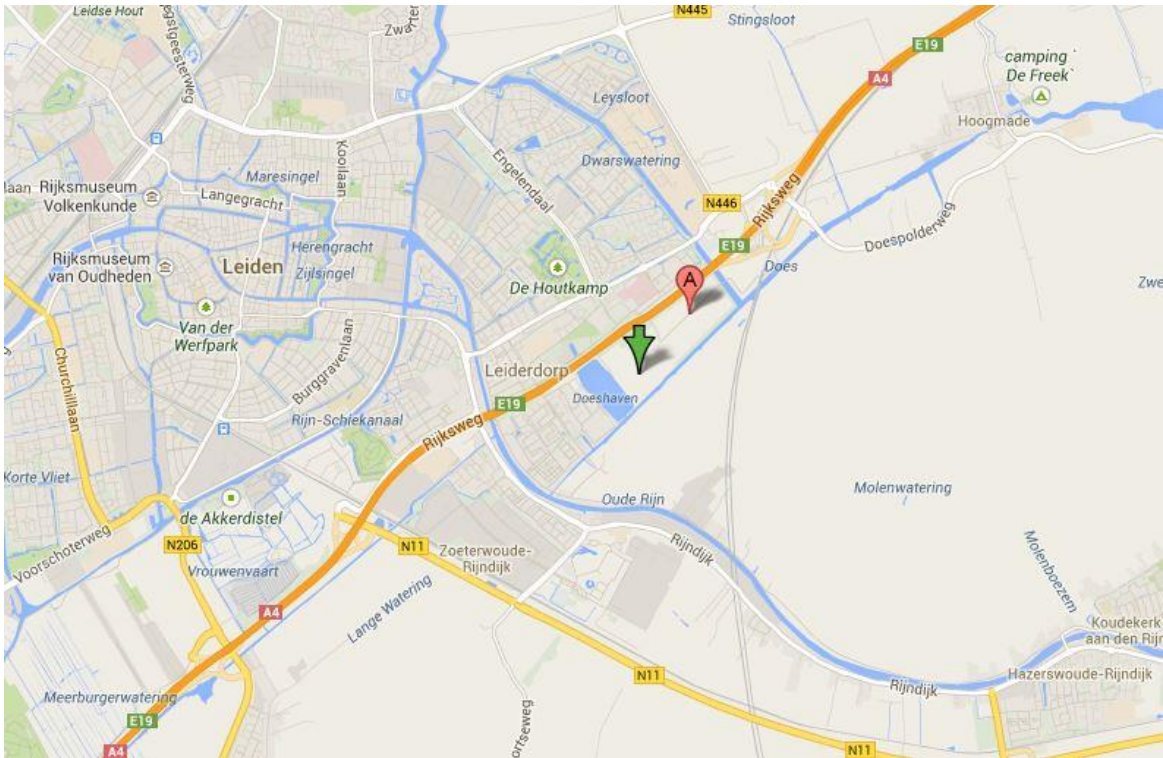 Leidse Hout
N445
Stingsloot
E19
A4
camping
De Freek
Hoogmade
Leysloot
Dwarswatering
Engelendaal
Kooilaan
Maresingel
Langegracht
Rijksmuseum
Volkenkunde
Rijksweg
N446
E19
Doespolderweg
Does
Herengracht
Zijlsingel
Rijksmuseum
van Oudheden
Leiden
De Houtkamp
A
Van der
Werfpark
Burggravenlaan
Churchilllaan
Leiderdorp
Doeshaven
E19
Rijn-Schiekanaal
Rijksweg
Korte Vliet
de Akkerdistel
Voorschoterweg
N206
Vrouwenvaart
Oude Rijn
Molenwatering
Zoeterwoude-
Rijndijk
N11
Rijndijk
Molenboezem
Lange Watering
A4
Koudekerk
aan den Rijn
Hazerswoude-Rijndijk
Rijndijk
N11
Meerburgerwatering
E19
A4
N11